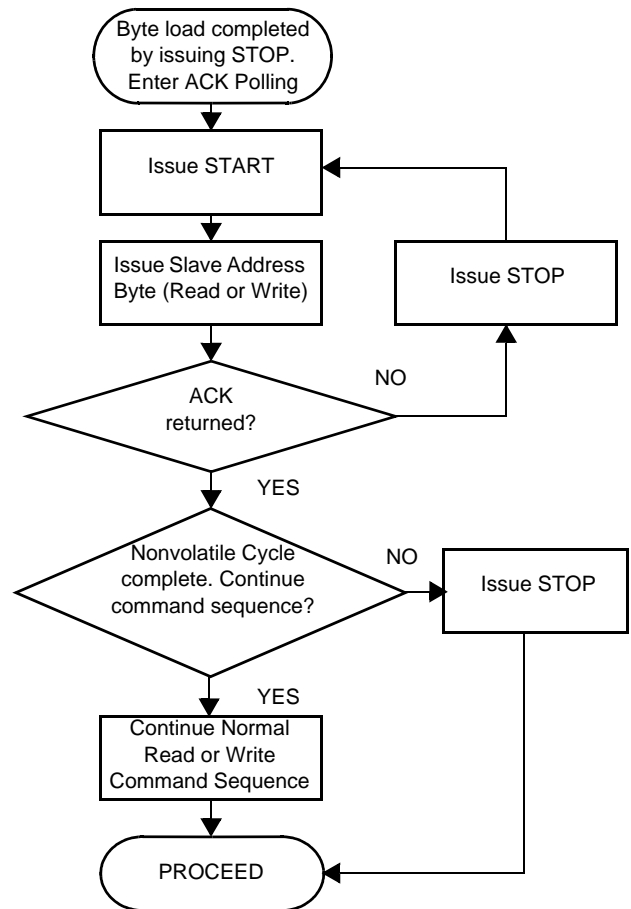 Byte load completed
by issuing STOP.
Enter ACK Polling
Issue START
Issue Slave Address
Byte (Read or Write)
Issue STOP
ACK
returned?
NO
YES
Nonvolatile Cycle
complete. Continue
command sequence?
NO
Issue STOP
YES
Continue Normal
Read or Write
Command Sequence
PROCEED